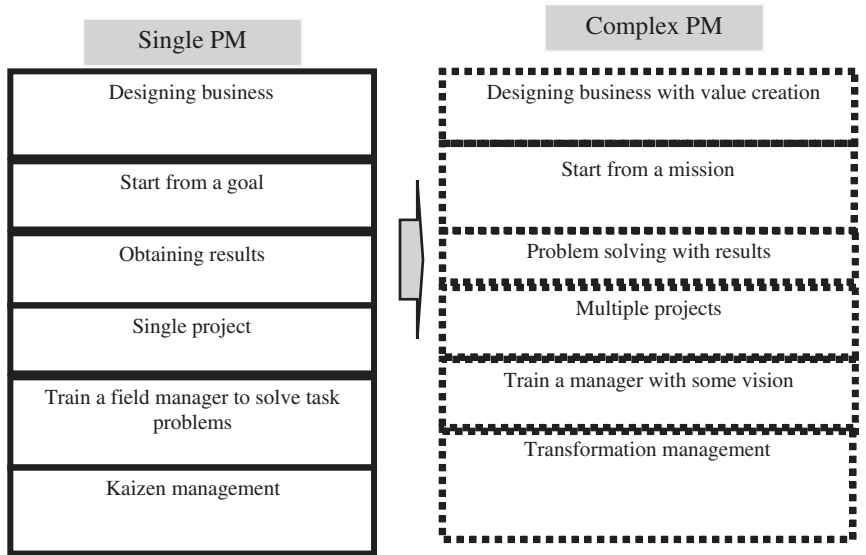 Single PM
Designing business
Start from a goal
Obtaining results
Single project
Train a field manager to solve task
problems
Kaizen management
Complex PM
Designing business with value creation
Start from a mission
Problem solving with results
Multiple projects
Train a manager with some vision
Transformation management